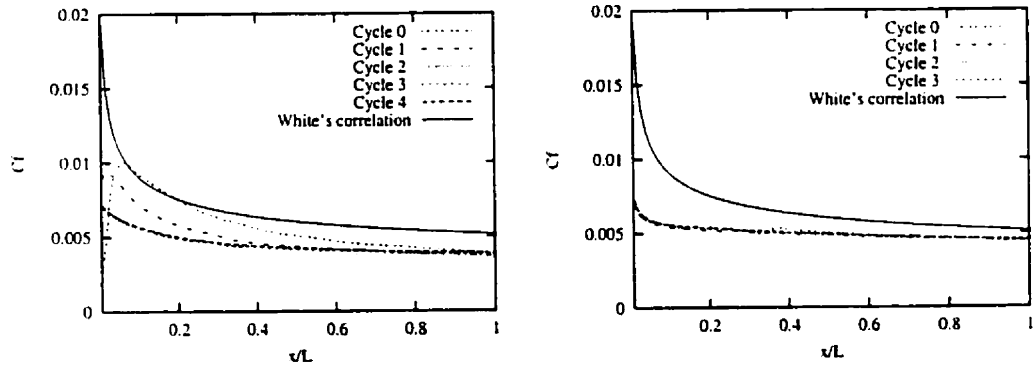 0.02
0.015
0.01
0.005
0
Cf
Cycle 0
Cycle 1
Cycle 2
Cycle 3
Cycle 4
White's correlation
0.2 0.4 0.6 0.8 1
x/L
0.02
0.015
0.01
0.005
0
Cf
Cycle 0
Cycle 1
Cycle 2
Cycle 3
White's correlation
0.2 0.4 0.6 0.8 1
x/L